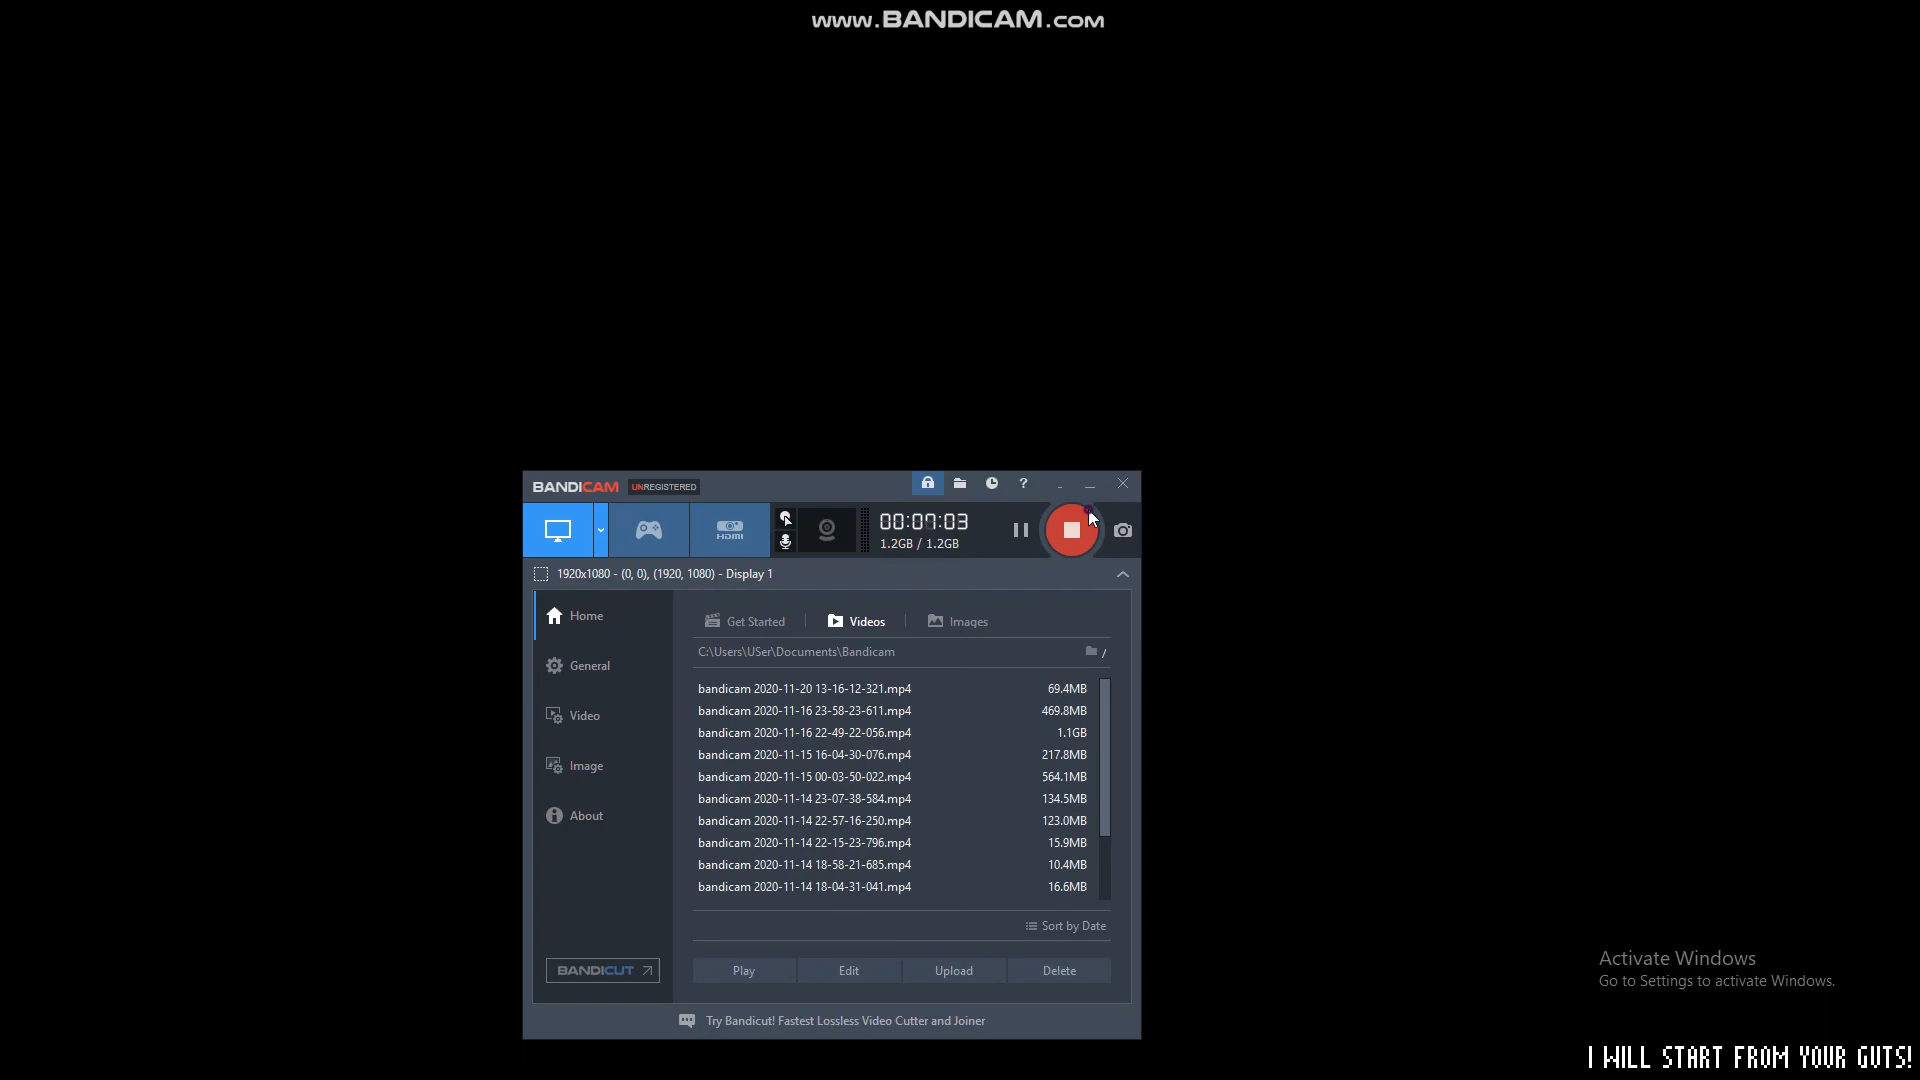 www.BANDICAM.com
BANDICAM UNREGISTERED ?
HDMI 00:07:03
1.2GB / 1.2GB
1920x1080 - (0, 0), (1920, 1080) - Display 1
Home
General
Video
Image
About
BANDICUT
Get Started | Videos | Images
C:\Users\USer\Documents\Bandicam /
bandicam 2020-11-20 13-16-12-321.mp4 69.4MB
bandicam 2020-11-16 23-58-23-611.mp4 469.8MB
bandicam 2020-11-16 22-49-22-056.mp4 1.1GB
bandicam 2020-11-15 16-04-30-076.mp4 217.8MB
bandicam 2020-11-15 00-03-50-022.mp4 564.1MB
bandicam 2020-11-14 23-07-38-584.mp4 134.5MB
bandicam 2020-11-14 22-57-16-250.mp4 123.0MB
bandicam 2020-11-14 22-15-23-796.mp4 15.9MB
bandicam 2020-11-14 18-58-21-685.mp4 10.4MB
bandicam 2020-11-14 18-04-31-041.mp4 16.6MB
Sort by Date
Play Edit Upload Delete
Try Bandicut! Fastest Lossless Video Cutter and Joiner
Activate Windows
Go to Settings to activate Windows.
I WILL START FROM YOUR GUTS!